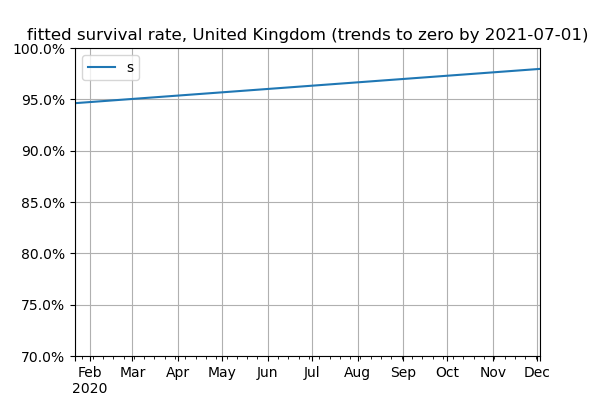 fitted survival rate, United Kingdom (trends to zero by 2021-07-01)
100.0%
s
95.0%
90.0%
85.0%
80.0%
75.0%
70.0%
Feb Mar Apr May Jun Jul Aug Sep Oct Nov Dec
2020